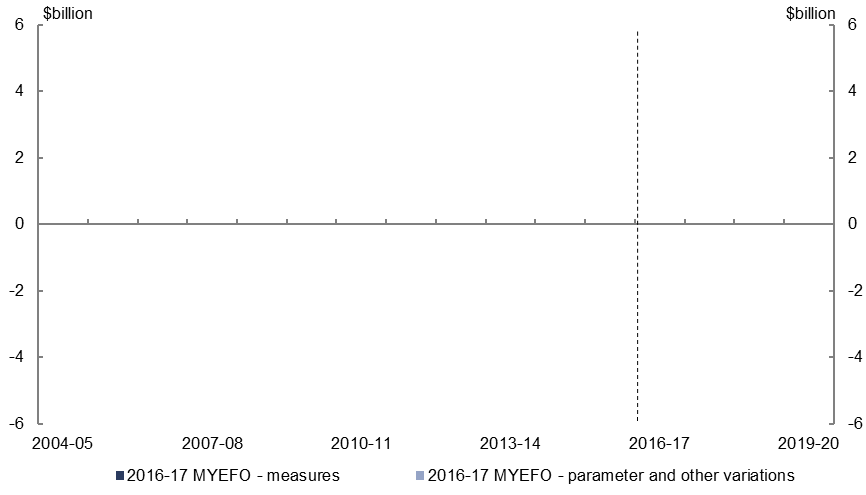 $billion $billion
6 6
4 4
2 2
0 0
-2 -2
-4 -4
-6 -6
2004-05 2007-08 2010-11 2013-14 2016-17 2019-20
2016-17 MYEFO - measures 2016-17 MYEFO - parameter and other variations